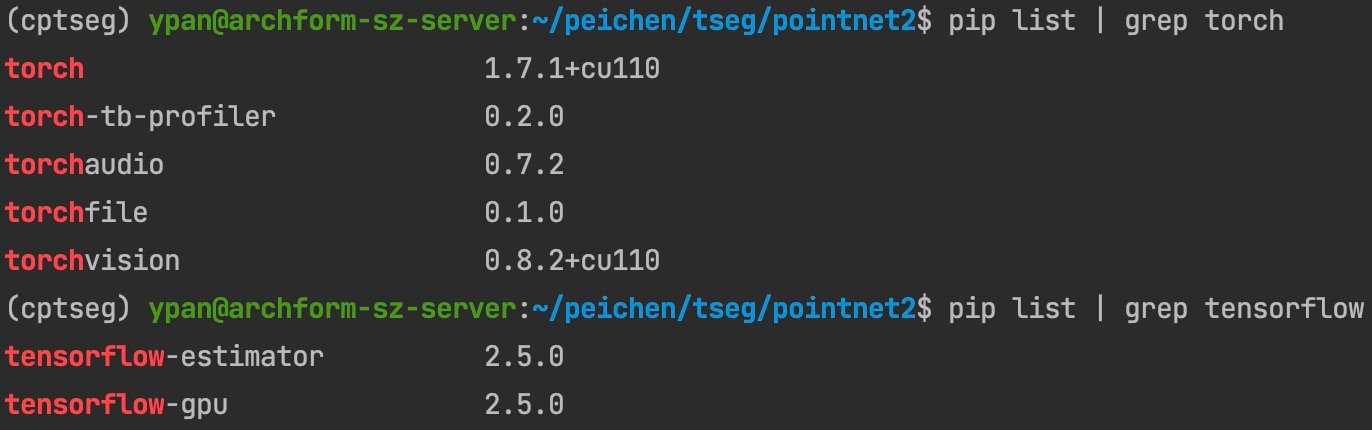 (cptseg) ypan@archform-sz-server:~/peichen/tseg/pointnet2$ pip list | grep torch
torch 1.7.1+cu110
torch-tb-profiler 0.2.0
torchaudio 0.7.2
torchfile 0.1.0
torchvision 0.8.2+cu110
(cptseg) ypan@archform-sz-server:~/peichen/tseg/pointnet2$ pip list | grep tensorflow
tensorflow-estimator 2.5.0
tensorflow-gpu 2.5.0